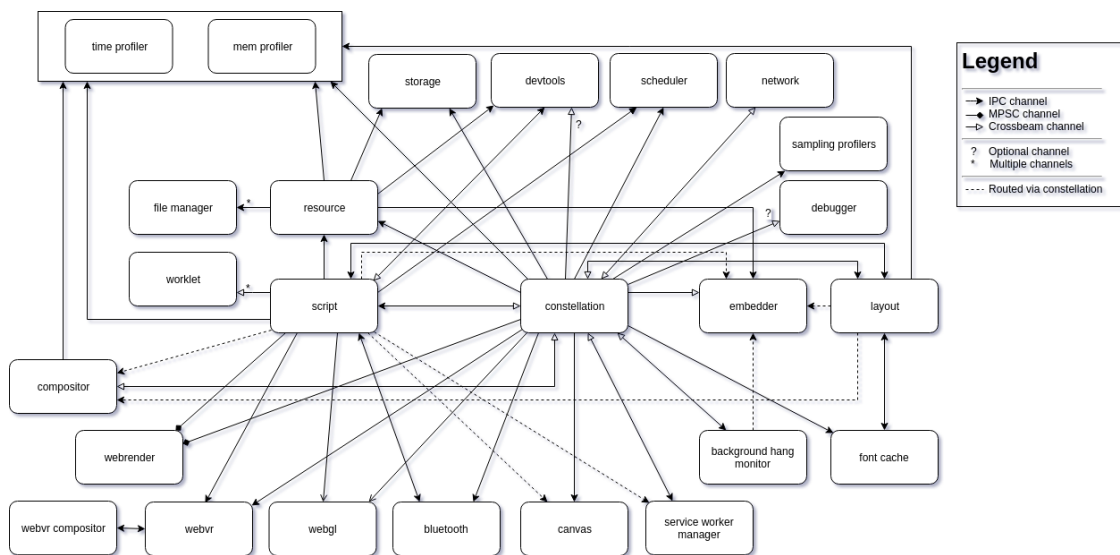 time profiler
mem profiler
storage
devtools
scheduler
network
Legend
IPC channel
MPSC channel
Crossbeam channel
? Optional channel
* Multiple channels
Routed via constellation
?
sampling profilers
file manager
*
resource
?
debugger
worklet
*
script
constellation
embedder
layout
compositor
webrender
background hang
monitor
font cache
webvr compositor
webvr
webgl
bluetooth
canvas
service worker
manager